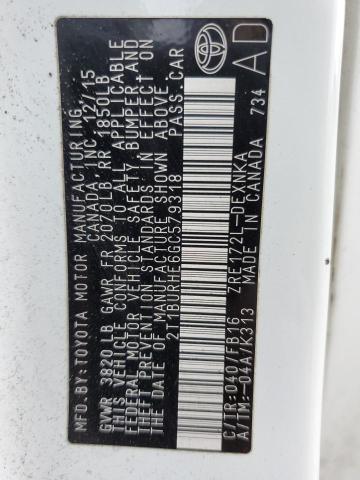 MFD.BY:TOYOTA MOTOR MANUFACTURING
CANADA, INC. 12/15
GVWR 3820LB GAWR FR 2070LB RR 1850LB
THIS VEHICLE CONFORMS TO ALL APPLICABLE
FEDERAL MOTOR VEHICLE SAFETY, BUMPER, AND
THEFT PREVENTION STANDARDS IN EFFECT ON
THE DATE OF MANUFACTURE SHOWN ABOVE.
2T1BURHE6GC579318 PASS.CAR
C/TR:040/FB16 ZRE172L-DEXNKA
A/TM:-04A/K313 MADE IN CANADA 734
AD